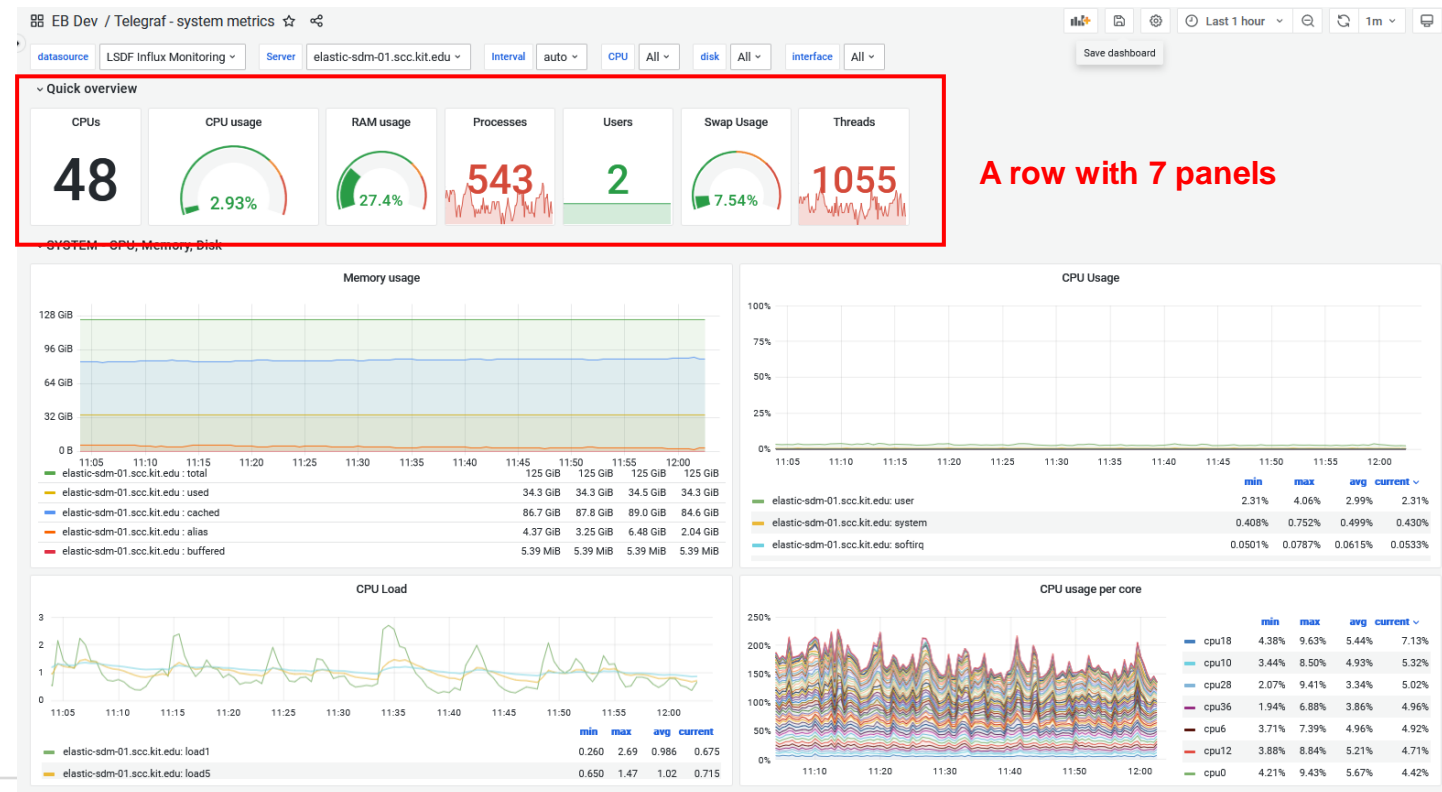 EB Dev / Telegraf - system metrics
Last 1 hour
1m
datasource LSDF Influx Monitoring Server elastic-sdm-01.scc.kit.edu Interval auto CPU All disk All interface All
Save dashboard
Quick overview
CPUs
48
CPU usage
2.93%
RAM usage
27.4%
Processes
543
Users
2
Swap Usage
7.54%
Threads
1055
A row with 7 panels
SYSTEM - CPU, Memory, Disk
Memory usage
128 GiB
96 GiB
64 GiB
32 GiB
0 B
11:05 11:10 11:15 11:20 11:25 11:30 11:35 11:40 11:45 11:50 11:55 12:00
elastic-sdm-01.scc.kit.edu : total 125 GiB 125 GiB 125 GiB 125 GiB
elastic-sdm-01.scc.kit.edu : used 34.3 GiB 34.3 GiB 34.5 GiB 34.3 GiB
elastic-sdm-01.scc.kit.edu : cached 86.7 GiB 87.8 GiB 89.0 GiB 84.6 GiB
elastic-sdm-01.scc.kit.edu : alias 4.37 GiB 3.25 GiB 6.48 GiB 2.04 GiB
elastic-sdm-01.scc.kit.edu : buffered 5.39 MiB 5.39 MiB 5.39 MiB 5.39 MiB
CPU Usage
100%
75%
50%
25%
0%
11:05 11:10 11:15 11:20 11:25 11:30 11:35 11:40 11:45 11:50 11:55 12:00
min max avg current
elastic-sdm-01.scc.kit.edu: user 2.31% 4.06% 2.99% 2.31%
elastic-sdm-01.scc.kit.edu: system 0.408% 0.752% 0.499% 0.430%
elastic-sdm-01.scc.kit.edu: softirq 0.0501% 0.0787% 0.0615% 0.0533%
CPU Load
3
2
1
0
11:05 11:10 11:15 11:20 11:25 11:30 11:35 11:40 11:45 11:50 11:55 12:00
min max avg current
elastic-sdm-01.scc.kit.edu: load1 0.260 2.69 0.986 0.675
elastic-sdm-01.scc.kit.edu: load5 0.650 1.47 1.02 0.715
CPU usage per core
250%
200%
150%
100%
50%
0%
11:10 11:20 11:30 11:40 11:50 12:00
min max avg current
cpu18 4.38% 9.63% 5.44% 7.13%
cpu10 3.44% 8.50% 4.93% 5.32%
cpu28 2.07% 9.41% 3.34% 5.02%
cpu36 1.94% 6.88% 3.86% 4.96%
cpu6 3.71% 7.39% 4.96% 4.92%
cpu12 3.88% 8.84% 5.21% 4.71%
cpu0 4.21% 9.43% 5.67% 4.42%